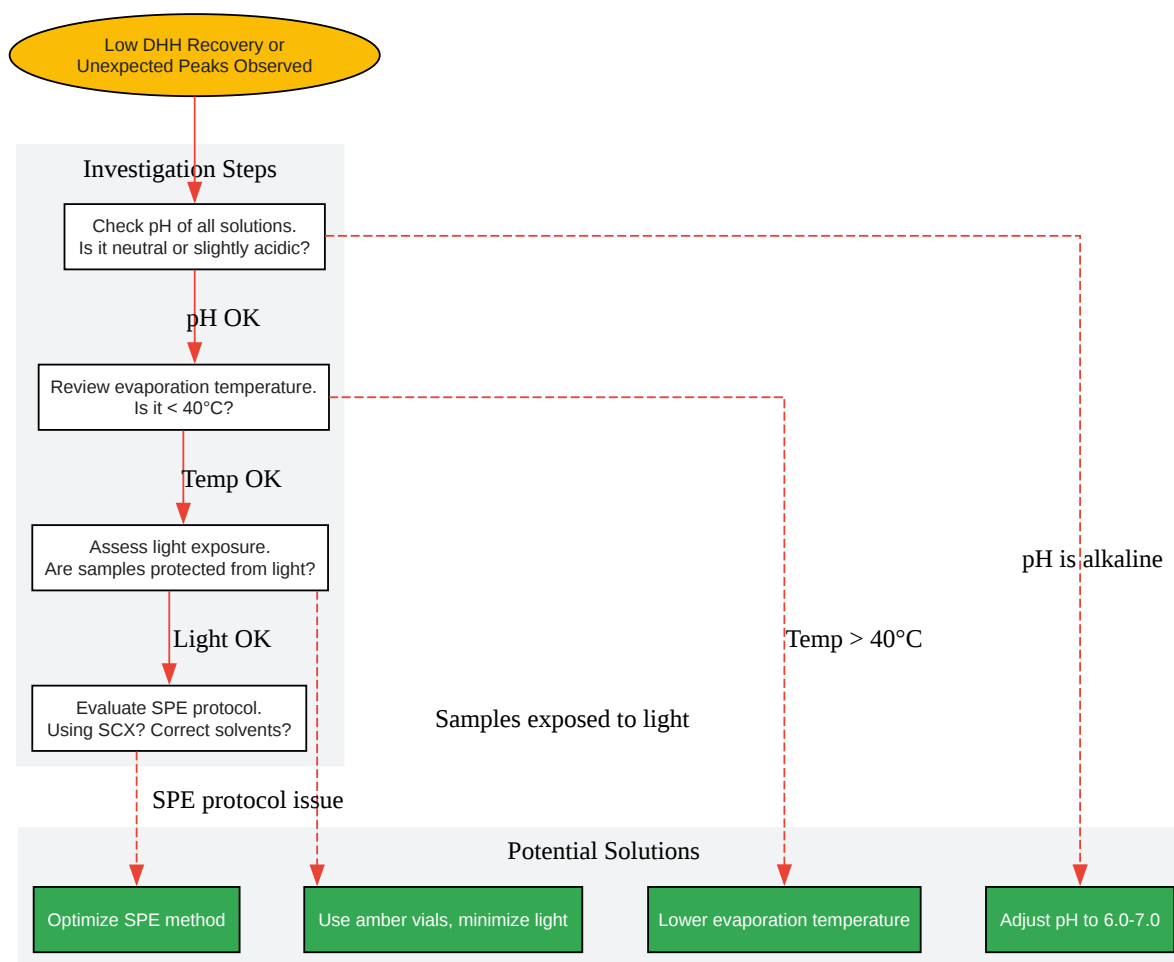 Low DHH Recovery or
Unexpected Peaks Observed
Investigation Steps
Check pH of all solutions.
Is it neutral or slightly acidic?
pH OK
Review evaporation temperature.
Is it < 40°C?
Temp OK
Assess light exposure.
Are samples protected from light?
pH is alkaline
Light OK
Temp > 40°C
Evaluate SPE protocol.
Using SCX? Correct solvents?
Samples exposed to light
SPE protocol issue
Potential Solutions
Optimize SPE method
Use amber vials, minimize light
Lower evaporation temperature
Adjust pH to 6.0-7.0